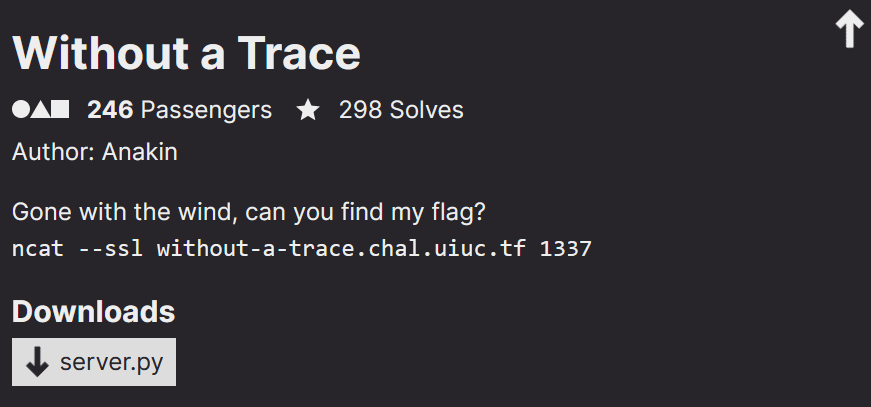 Without a Trace
246 Passengers 298 Solves
Author: Anakin
Gone with the wind, can you find my flag?
ncat --ssl without-a-trace.chal.uiuc.tf 1337
Downloads
server.py